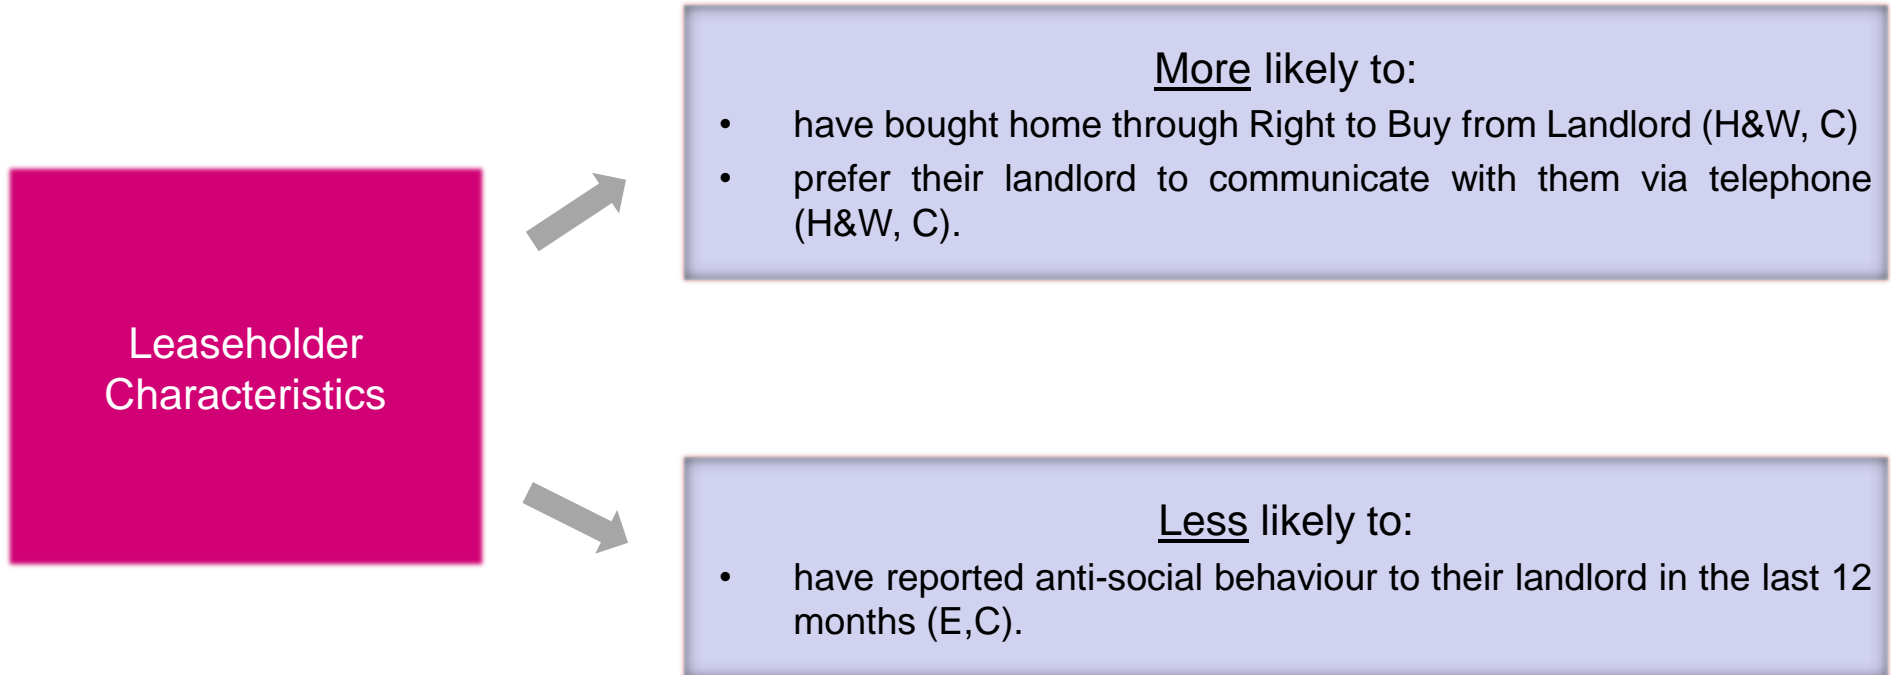 Leaseholder
Characteristics
More likely to:
• have bought home through Right to Buy from Landlord (H&W, C)
• prefer their landlord to communicate with them via telephone
(H&W, C).
Less likely to:
• have reported anti-social behaviour to their landlord in the last 12
months (E,C).